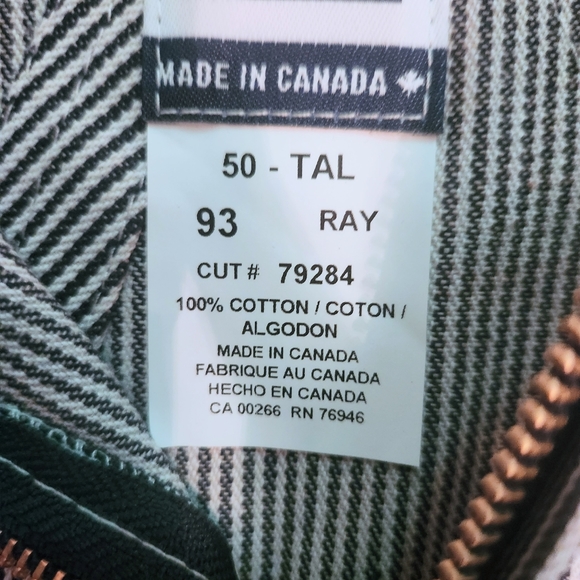 MADE IN CANADA
50 - TAL
93 RAY
CUT # 79284
100% COTTON / COTON /
ALGODON
MADE IN CANADA
FABRIQUE AU CANADA
HECHO EN CANADA
CA 00266 RN 76946